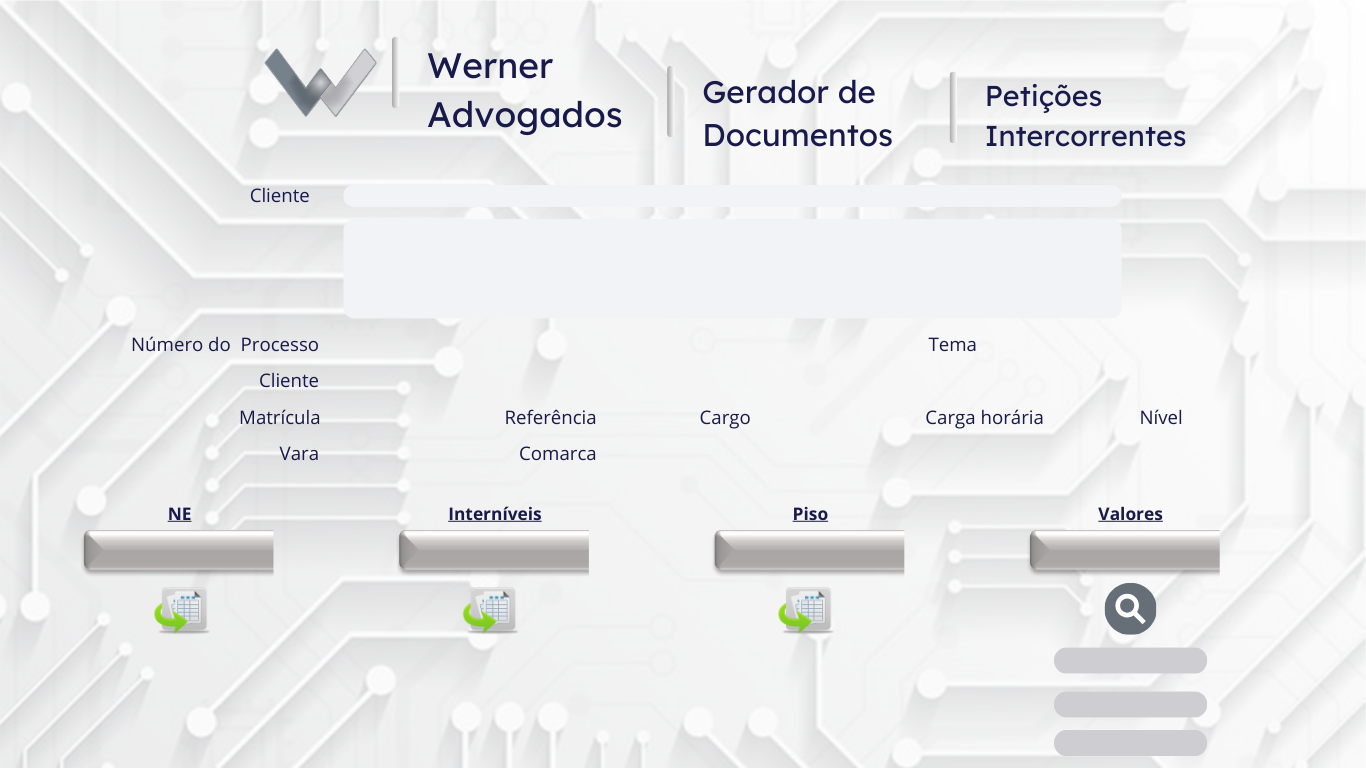 Werner
Advogados
Gerador de
Documentos
Petições
Intercorrentes
Cliente
Número do  Processo
Tema
Cliente
Matrícula
Referência
Cargo
Carga horária
Nível
Vara
Comarca
NE
Interníveis
Piso
Valores